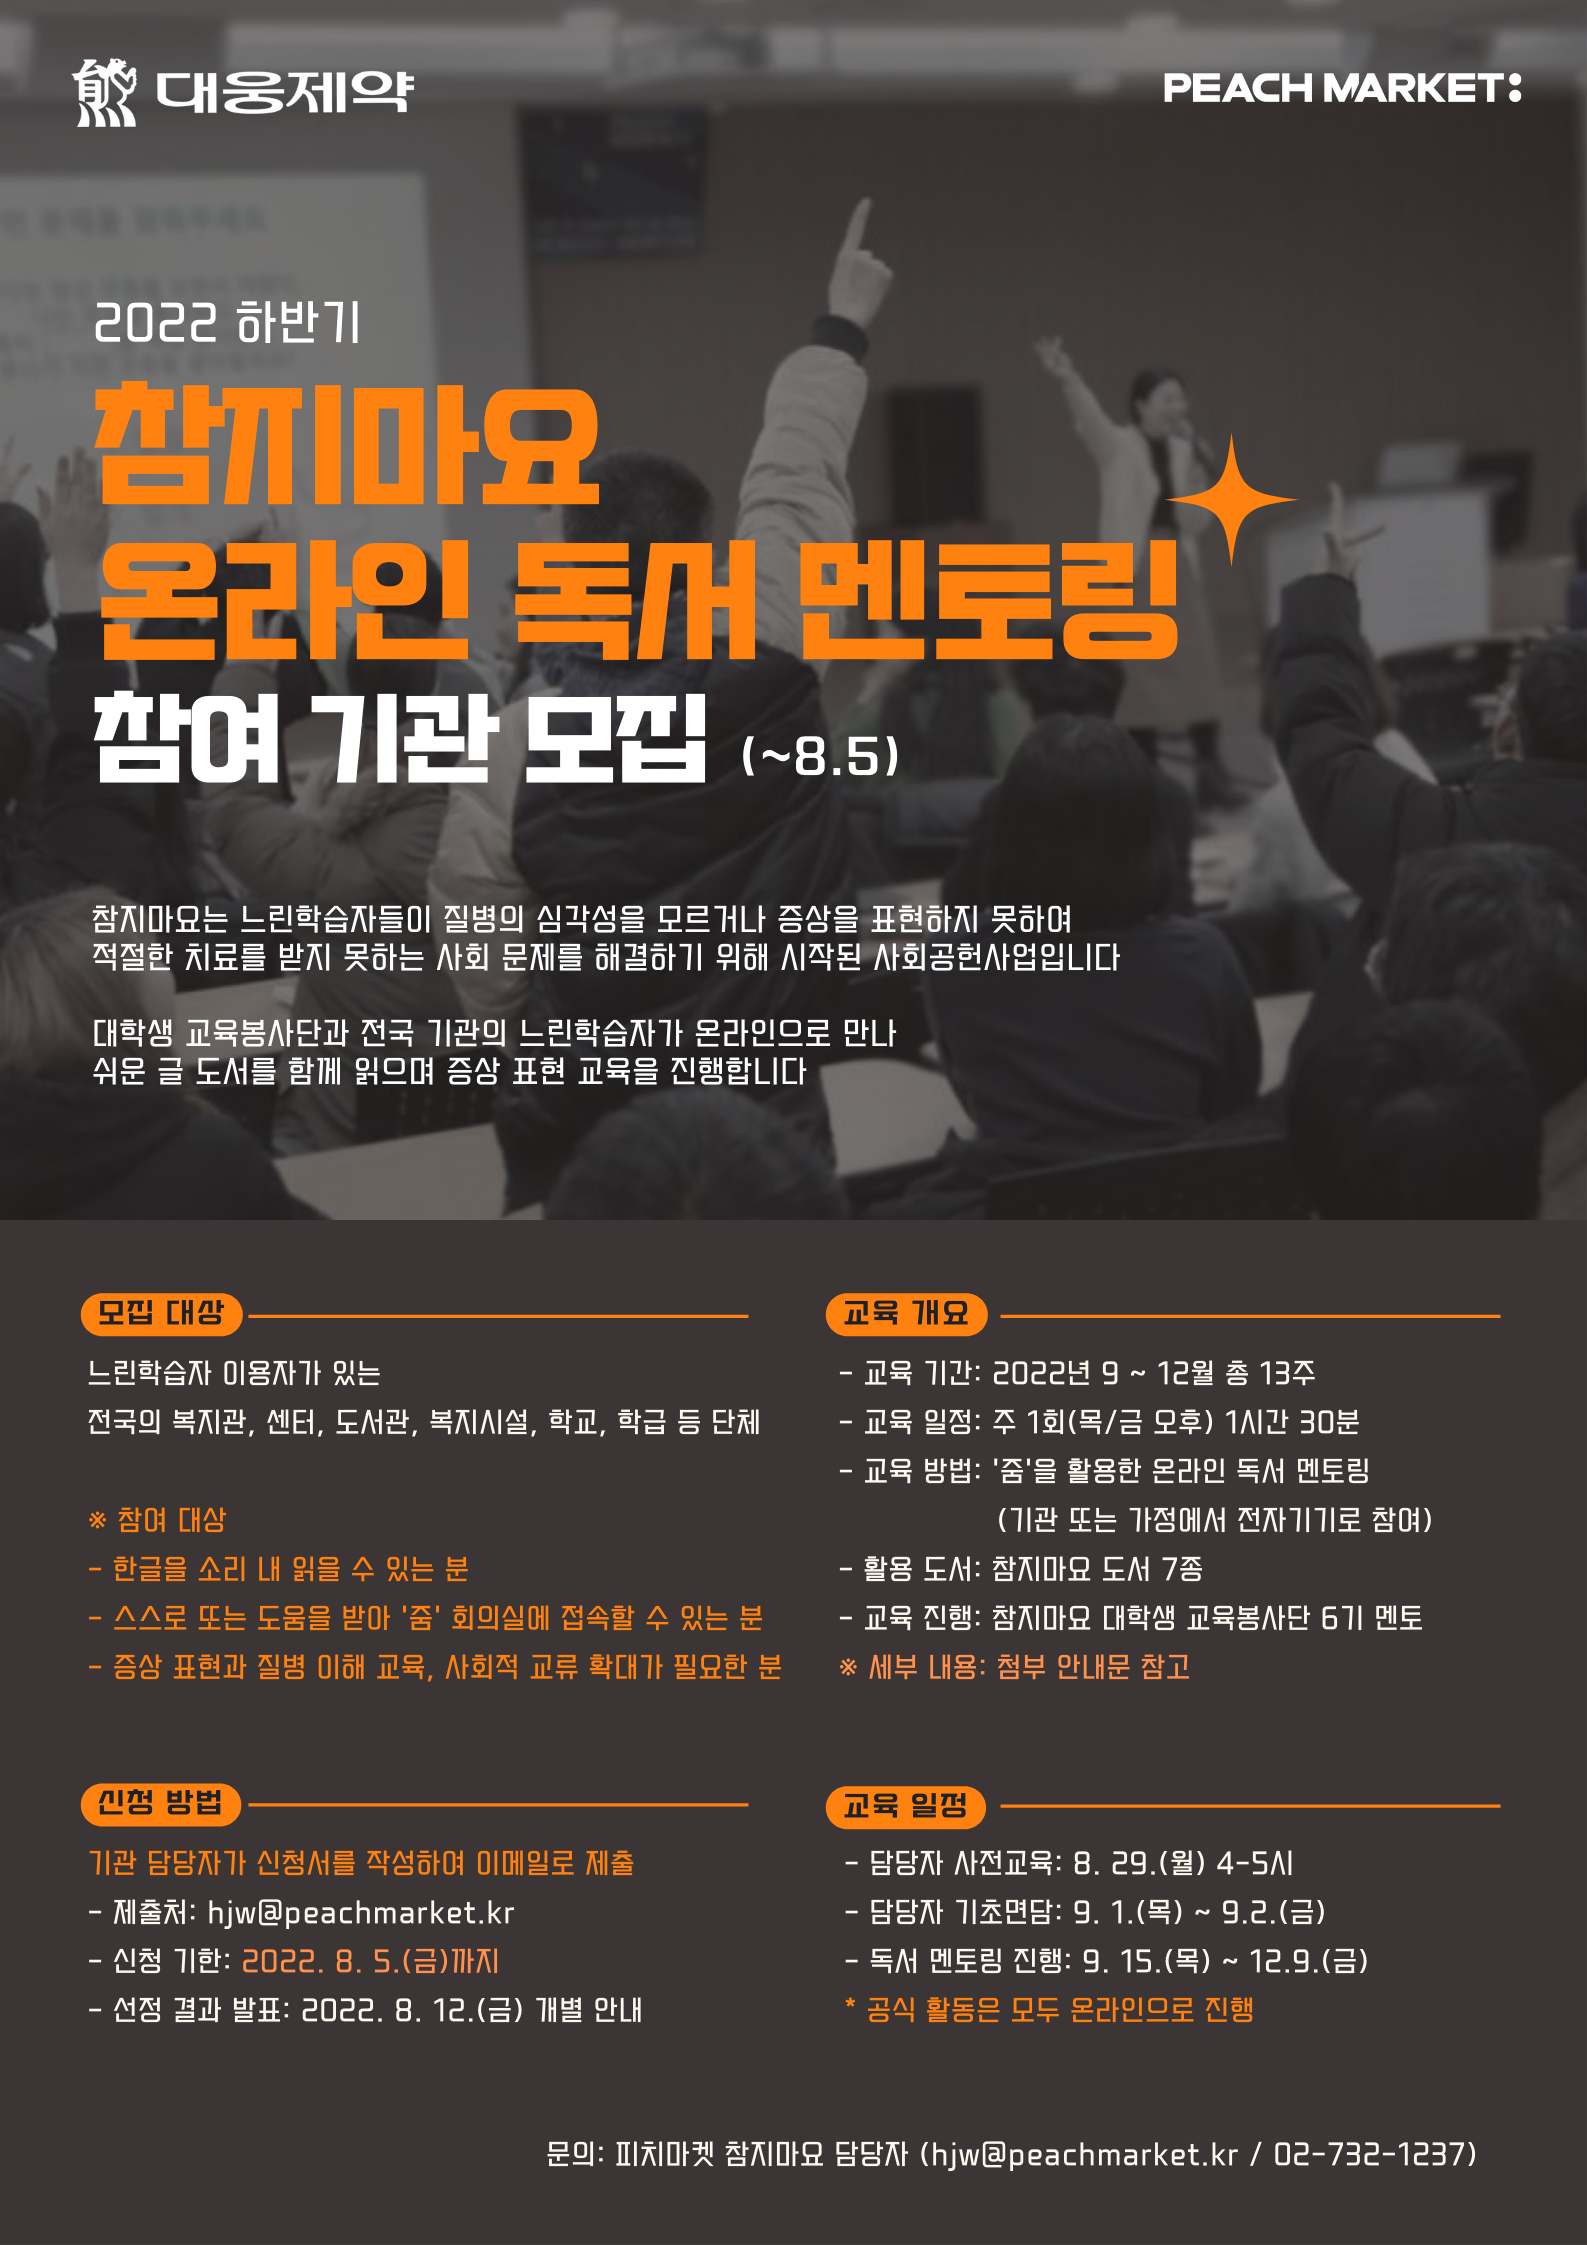 대웅제약
PEACH MARKET:
2022 하반기
참지마요
온라인 독서 멘토링
참여 기관 모집 (~8.5)
참지마요는 느린학습자들이 질병의 심각성을 모르거나 증상을 표현하지 못하여
적절한 치료를 받지 못하는 사회 문제를 해결하기 위해 시작된 사회공헌사업입니다
대학생 교육봉사단과 전국 기관의 느린학습자가 온라인으로 만나
쉬운 글 도서를 함께 읽으며 증상 표현 교육을 진행합니다
모집 대상
느린학습자 이용자가 있는
전국의 복지관, 센터, 도서관, 복지시설, 학교, 학급 등 단체
※ 참여 대상
- 한글을 소리 내 읽을 수 있는 분
- 스스로 또는 도움을 받아 '줌' 회의실에 접속할 수 있는 분
- 증상 표현과 질병 이해 교육, 사회적 교류 확대가 필요한 분
교육 개요
- 교육 기간: 2022년 9 ~ 12월 총 13주
- 교육 일정: 주 1회(목/금 오후) 1시간 30분
- 교육 방법: '줌'을 활용한 온라인 독서 멘토링
(기관 또는 가정에서 전자기기로 참여)
- 활용 도서: 참지마요 도서 7종
- 교육 진행: 참지마요 대학생 교육봉사단 6기 멘토
※ 세부 내용: 첨부 안내문 참고
신청 방법
기관 담당자가 신청서를 작성하여 이메일로 제출
- 제출처: hjw@peachmarket.kr
- 신청 기한: 2022. 8. 5.(금)까지
- 선정 결과 발표: 2022. 8. 12.(금) 개별 안내
교육 일정
- 담당자 사전교육: 8. 29.(월) 4-5시
- 담당자 기초면담: 9. 1.(목) ~ 9.2.(금)
- 독서 멘토링 진행: 9. 15.(목) ~ 12.9.(금)
* 공식 활동은 모두 온라인으로 진행
문의: 피치마켓 참지마요 담당자 (hjw@peachmarket.kr / 02-732-1237)